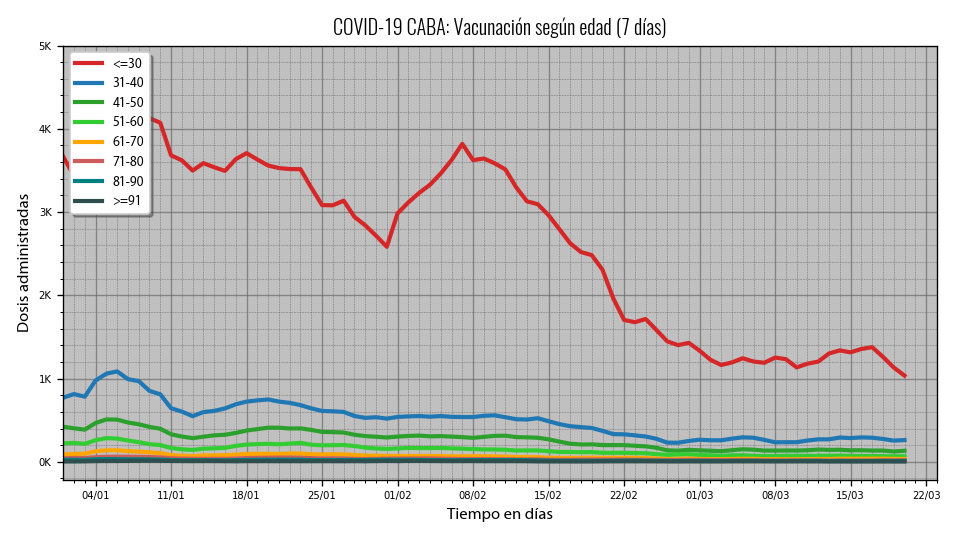 COVID-19 CABA: Vacunación según edad (7 días)
5K
4K
3K
2K
1K
0K
Dosis administradas
<=30
31-40
41-50
51-60
61-70
71-80
81-90
>=91
04/01 11/01 18/01 25/01 01/02 08/02 15/02 22/02 01/03 08/03 15/03 22/03
Tiempo en días